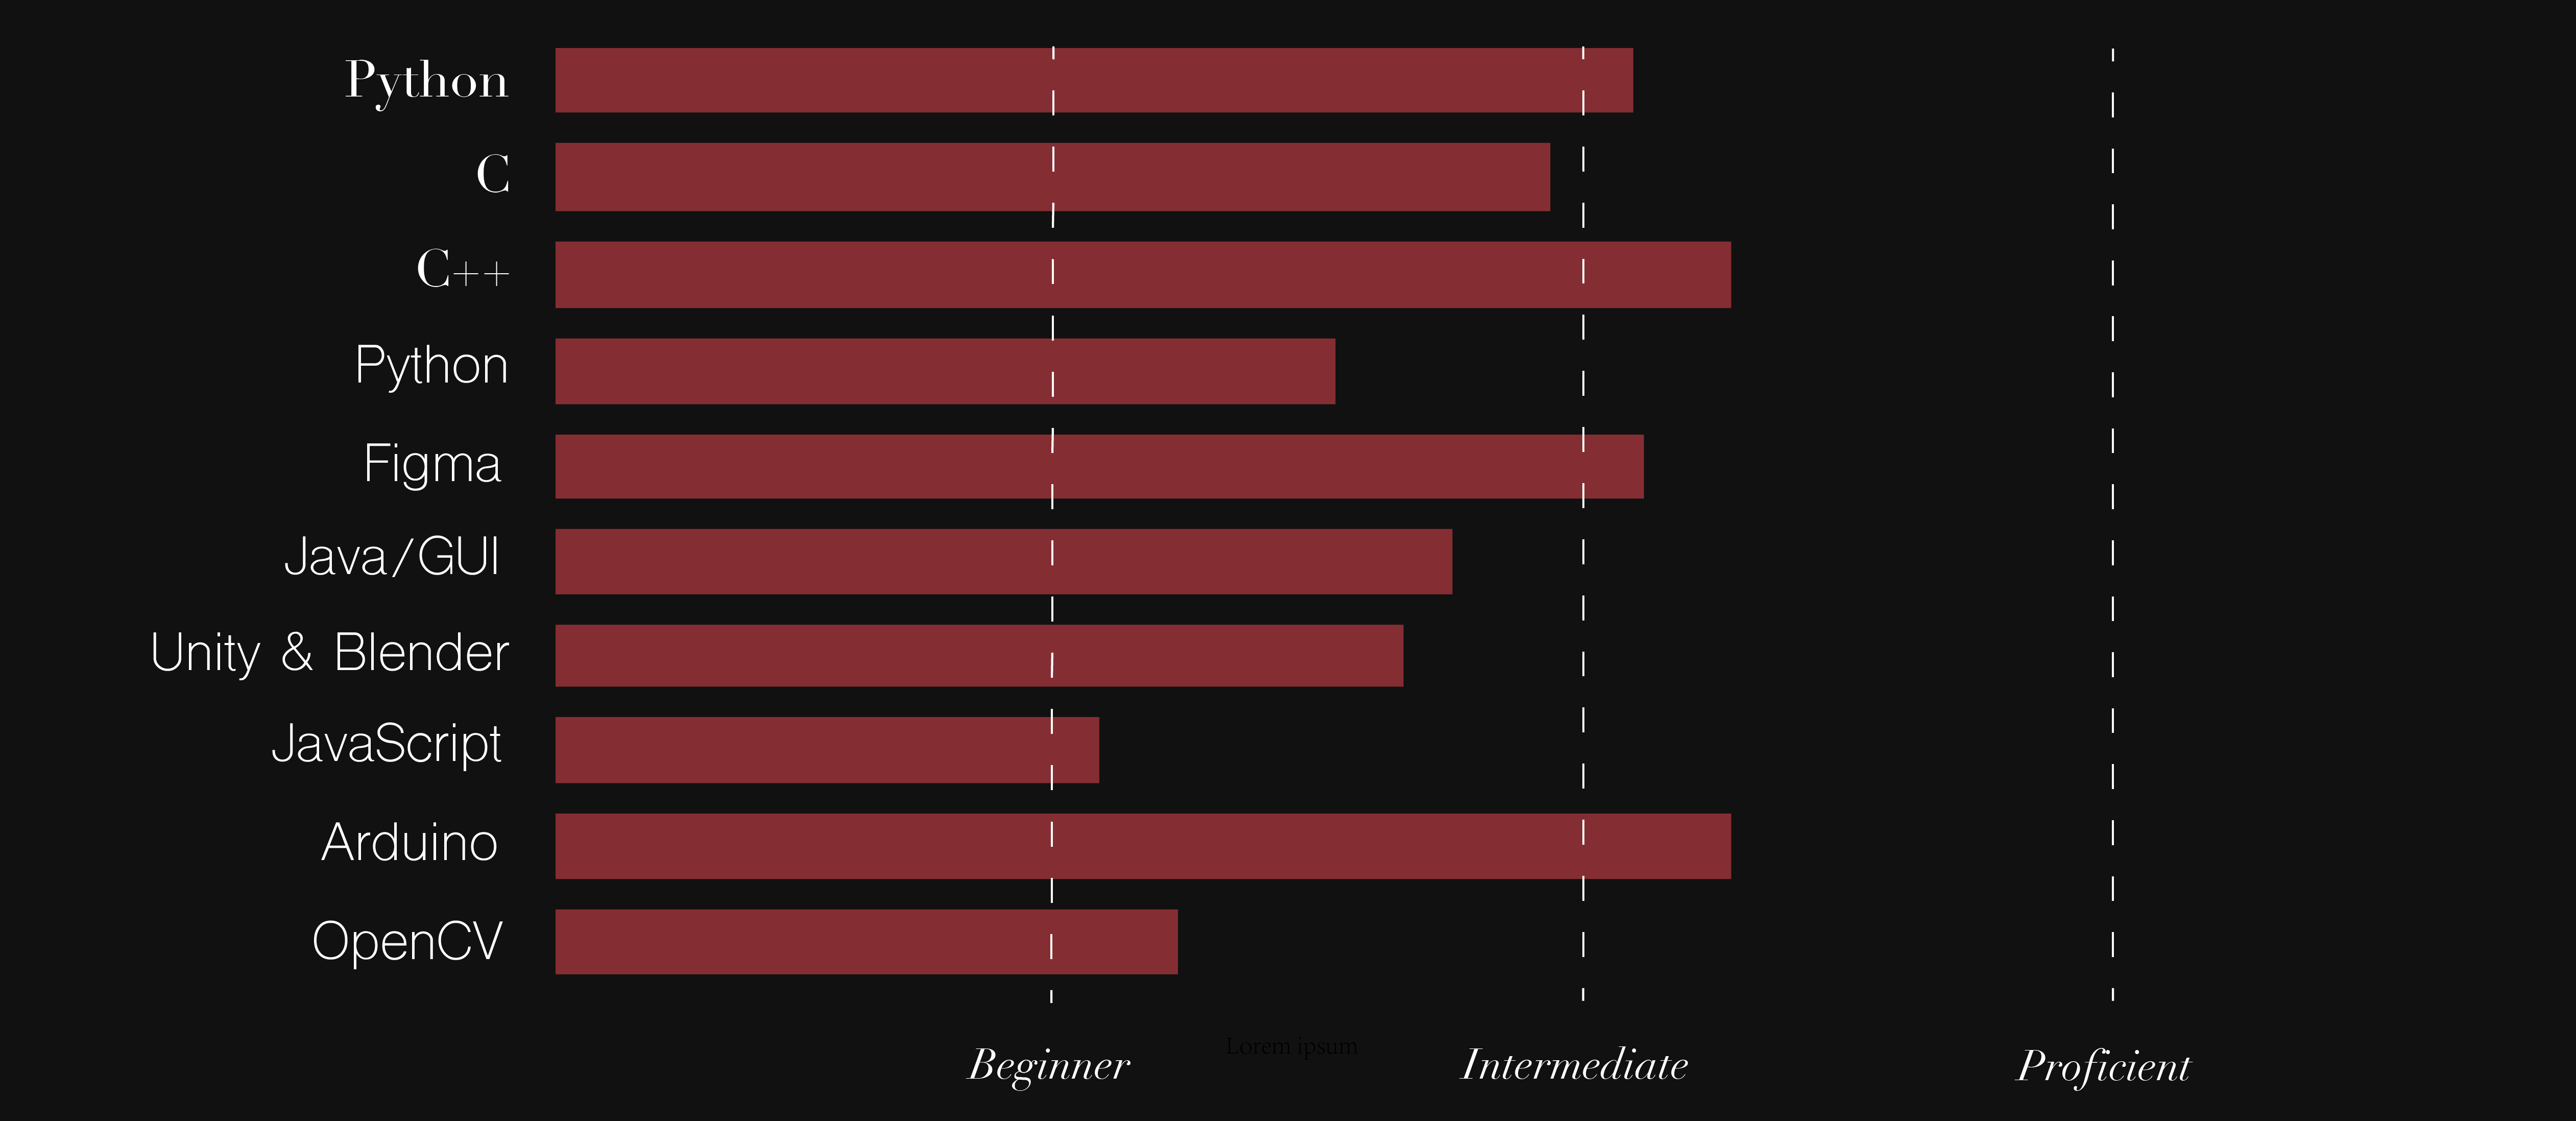 Python
C
C++
Python
Figma
Java/GUI
Unity & Blender
JavaScript
Arduino
OpenCV
Lorem ipsum
Beginner
Intermediate
Proficient